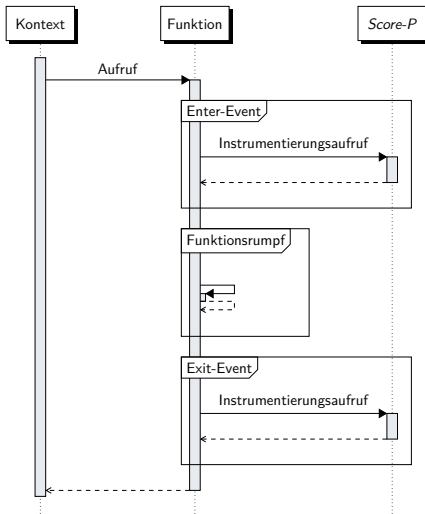 Kontext
Funktion
Score-P
Aufruf
Enter-Event
Instrumentierungsaufruf
Funktionsrumpf
Exit-Event
Instrumentierungsaufruf